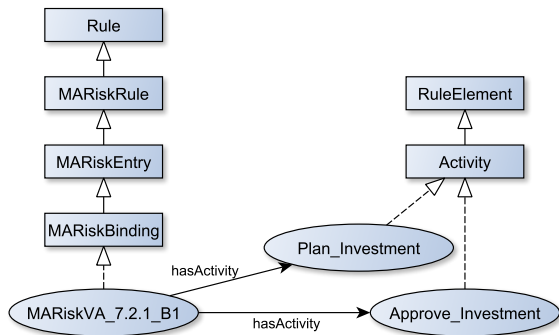 Rule
MARiskRule
RuleElement
MARiskEntry
Activity
MARiskBinding
Plan_Investment
hasActivity
MARiskVA_7.2.1_B1
hasActivity
Approve_Investment